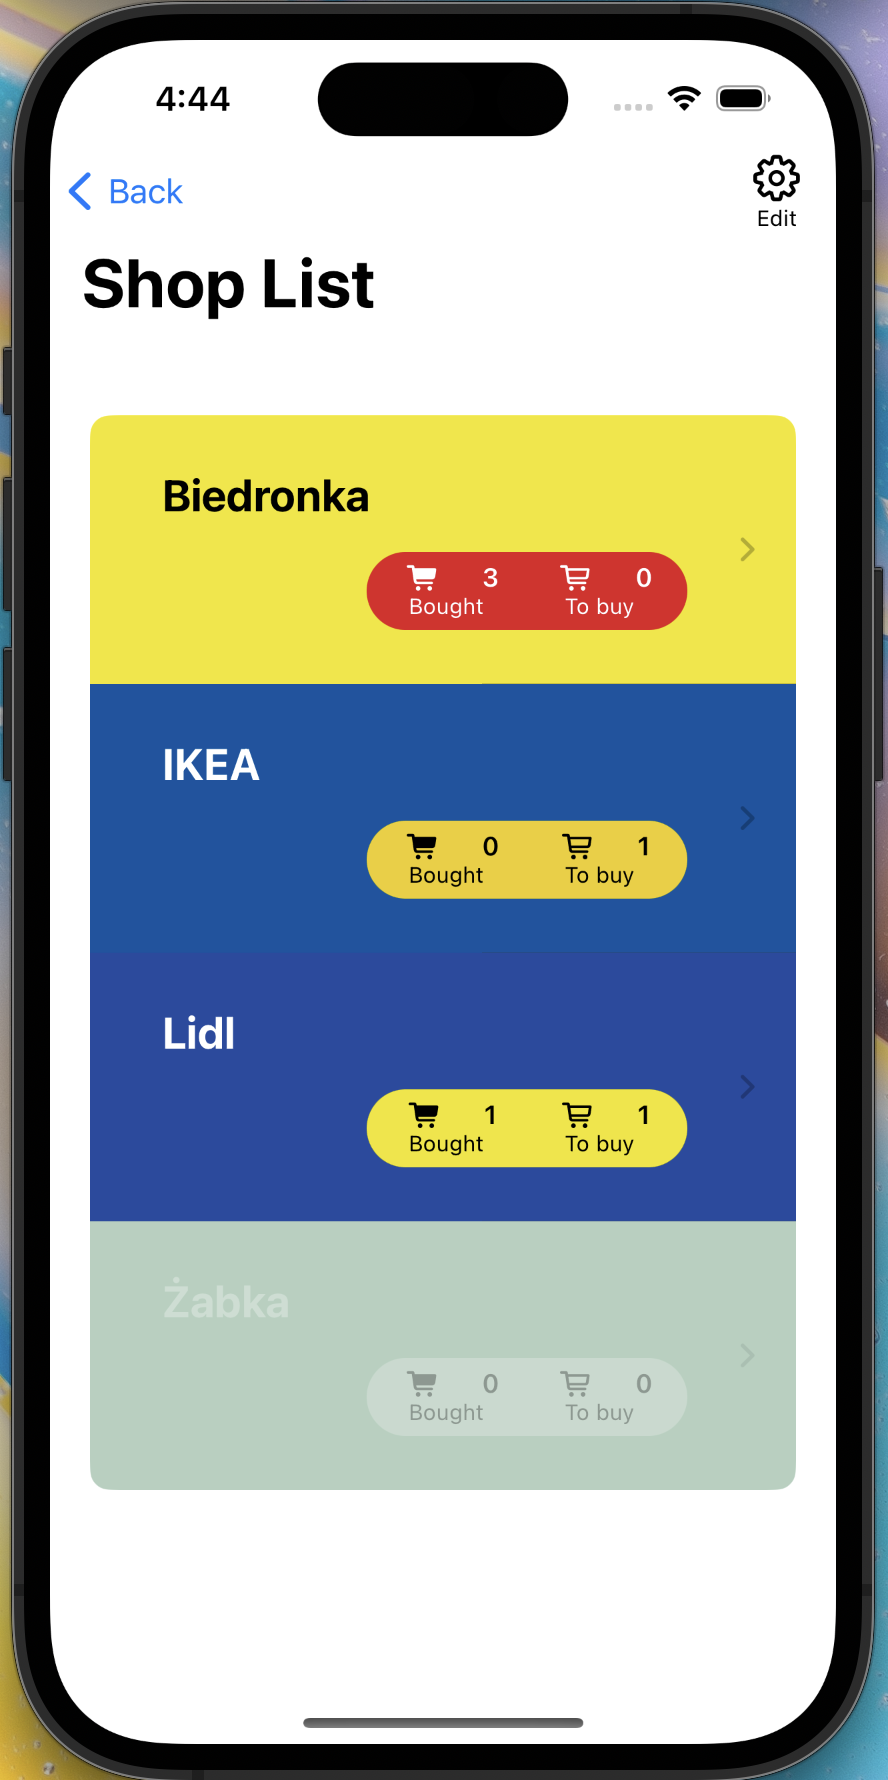 4:44
Back
Edit
Shop List
Biedronka
3 0
Bought To buy
IKEA
0 1
Bought To buy
Lidl
1 1
Bought To buy
Żabka
0 0
Bought To buy